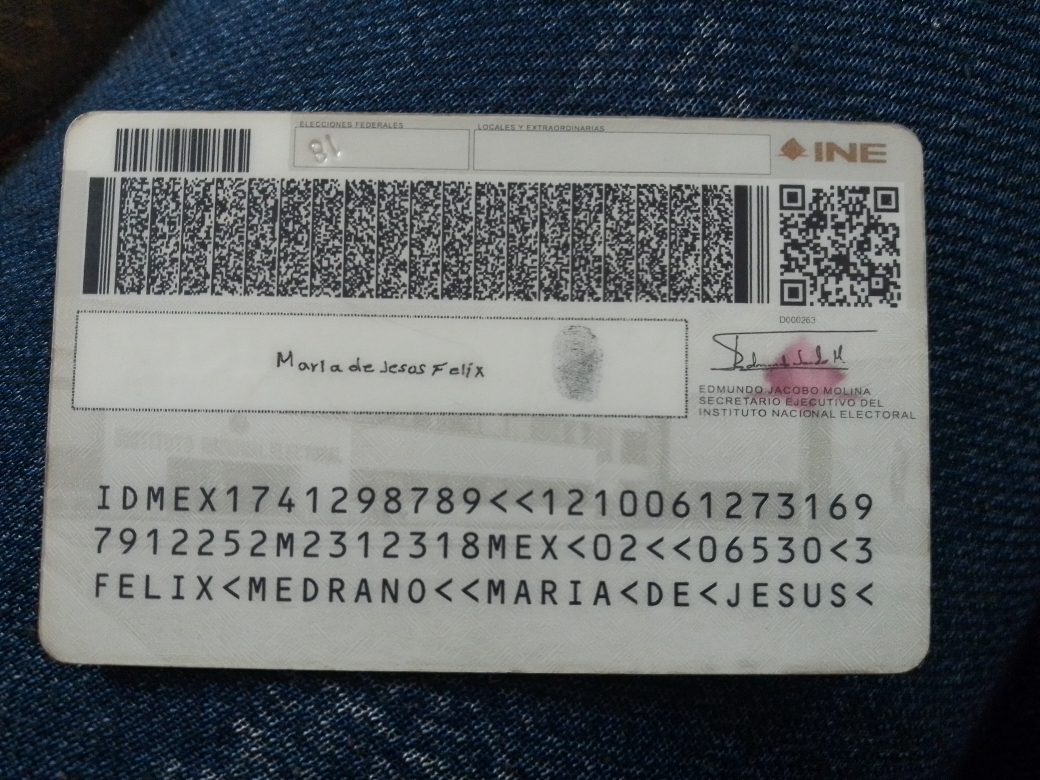 ELECCIONES FEDERALES
LOCALES Y EXTRAORDINARIAS
18
INE
D000263
Maria de Jesus Felix
EDMUNDO JACOBO MOLINA
SECRETARIO EJECUTIVO DEL
INSTITUTO NACIONAL ELECTORAL
IDMEX1741298789<<1210061273169
7912252M2312318MEX<02<<06530<3
FELIX<MEDRANO<<MARIA<DE<JESUS<